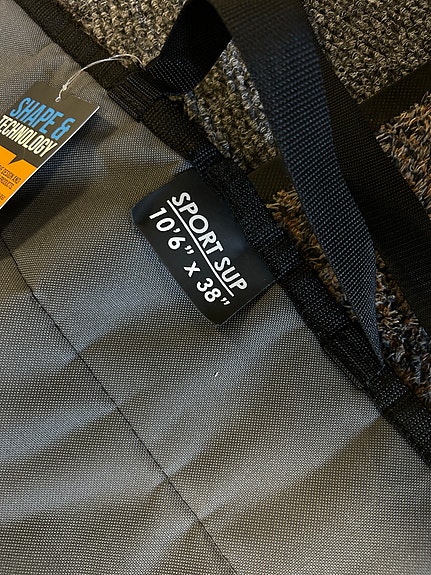 SHAPE &
TECHNOLOGY
SPORT SUP
10'6" x 38"